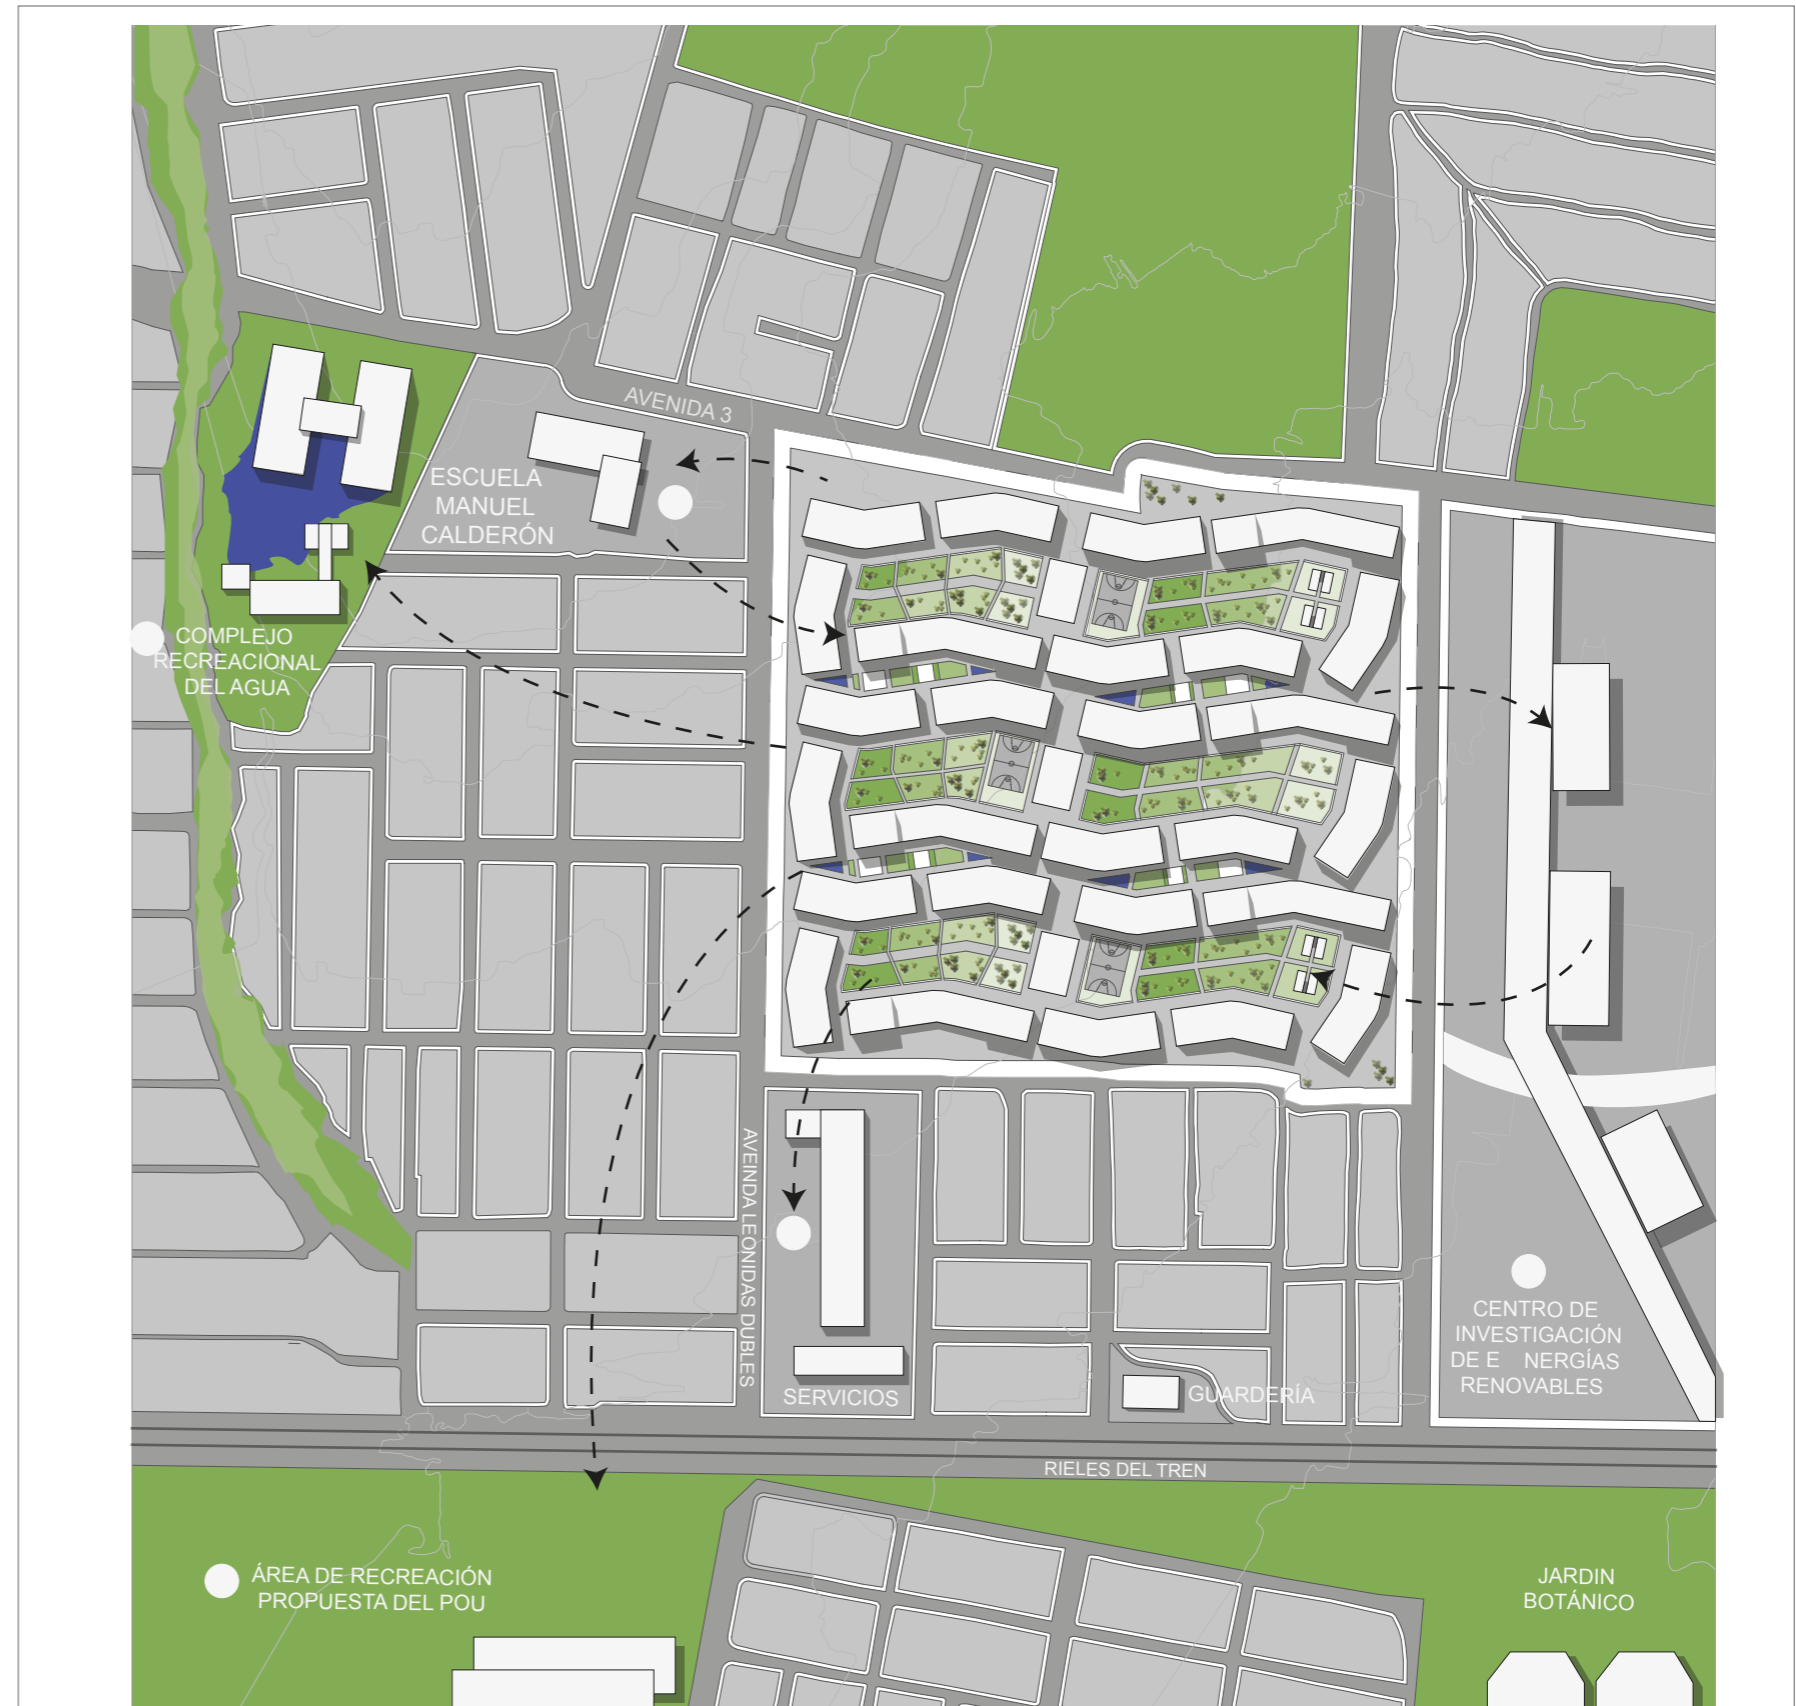 AVENIDA 3
ESCUELA
MANUEL
CALDERÓN
COMPLEJO
RECREACIONAL
DEL AGUA
AVEINDA LEÓNIDAS DUBLES
SERVICIOS
GUARDERÍA
CENTRO DE
INVESTIGACIÓN
DE E NERGÍAS
RENOVABLES
RIELES DEL TREN
ÁREA DE RECREACIÓN
PROPUESTA DEL POU
JARDIN
BOTÁNICO